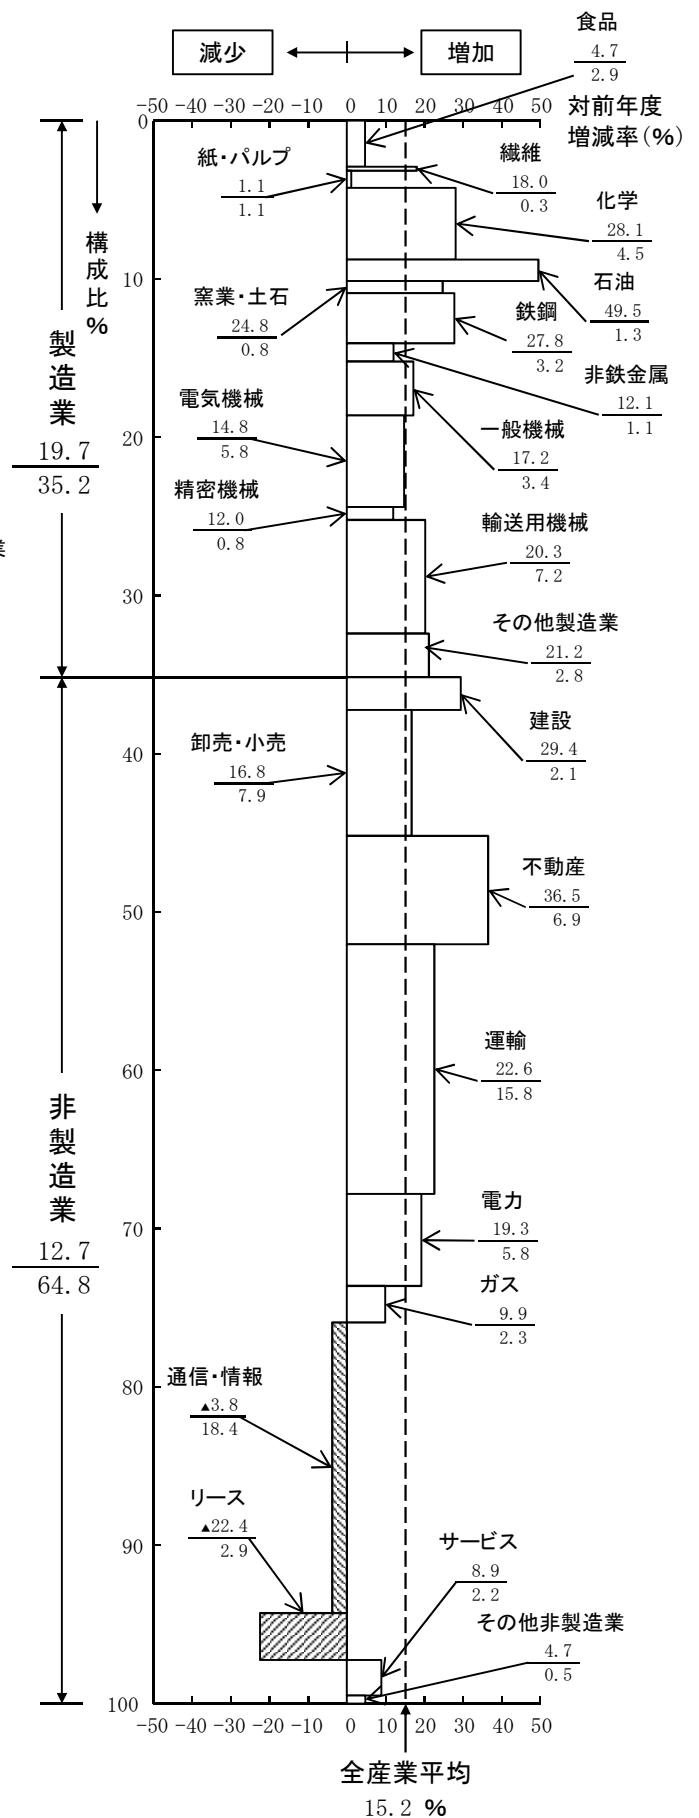 減少
増加
食品
4.7
2.9
-50 -40 -30 -20 -10 0 10 20 30 40 50
対前年度
増減率(%)
0
紙・パルプ
1.1
1.1
繊維
18.0
0.3
化学
28.1
4.5
構成比%
10
窯業・土石
24.8
0.8
石油
49.5
1.3
鉄鋼
27.8
3.2
製造業
19.7
35.2
非鉄金属
12.1
1.1
電気機械
14.8
5.8
20
一般機械
17.2
3.4
精密機械
12.0
0.8
業
輸送用機械
20.3
7.2
30
その他製造業
21.2
2.8
建設
29.4
2.1
卸売・小売
16.8
7.9
40
不動産
36.5
6.9
50
運輸
22.6
15.8
60
非製造業
12.7
64.8
70
電力
19.3
5.8
ガス
9.9
2.3
通信・情報
▲3.8
18.4
80
リース
▲22.4
2.9
90
サービス
8.9
2.2
その他非製造業
4.7
0.5
100
-50 -40 -30 -20 -10 0 10 20 30 40 50
全産業平均
15.2 %